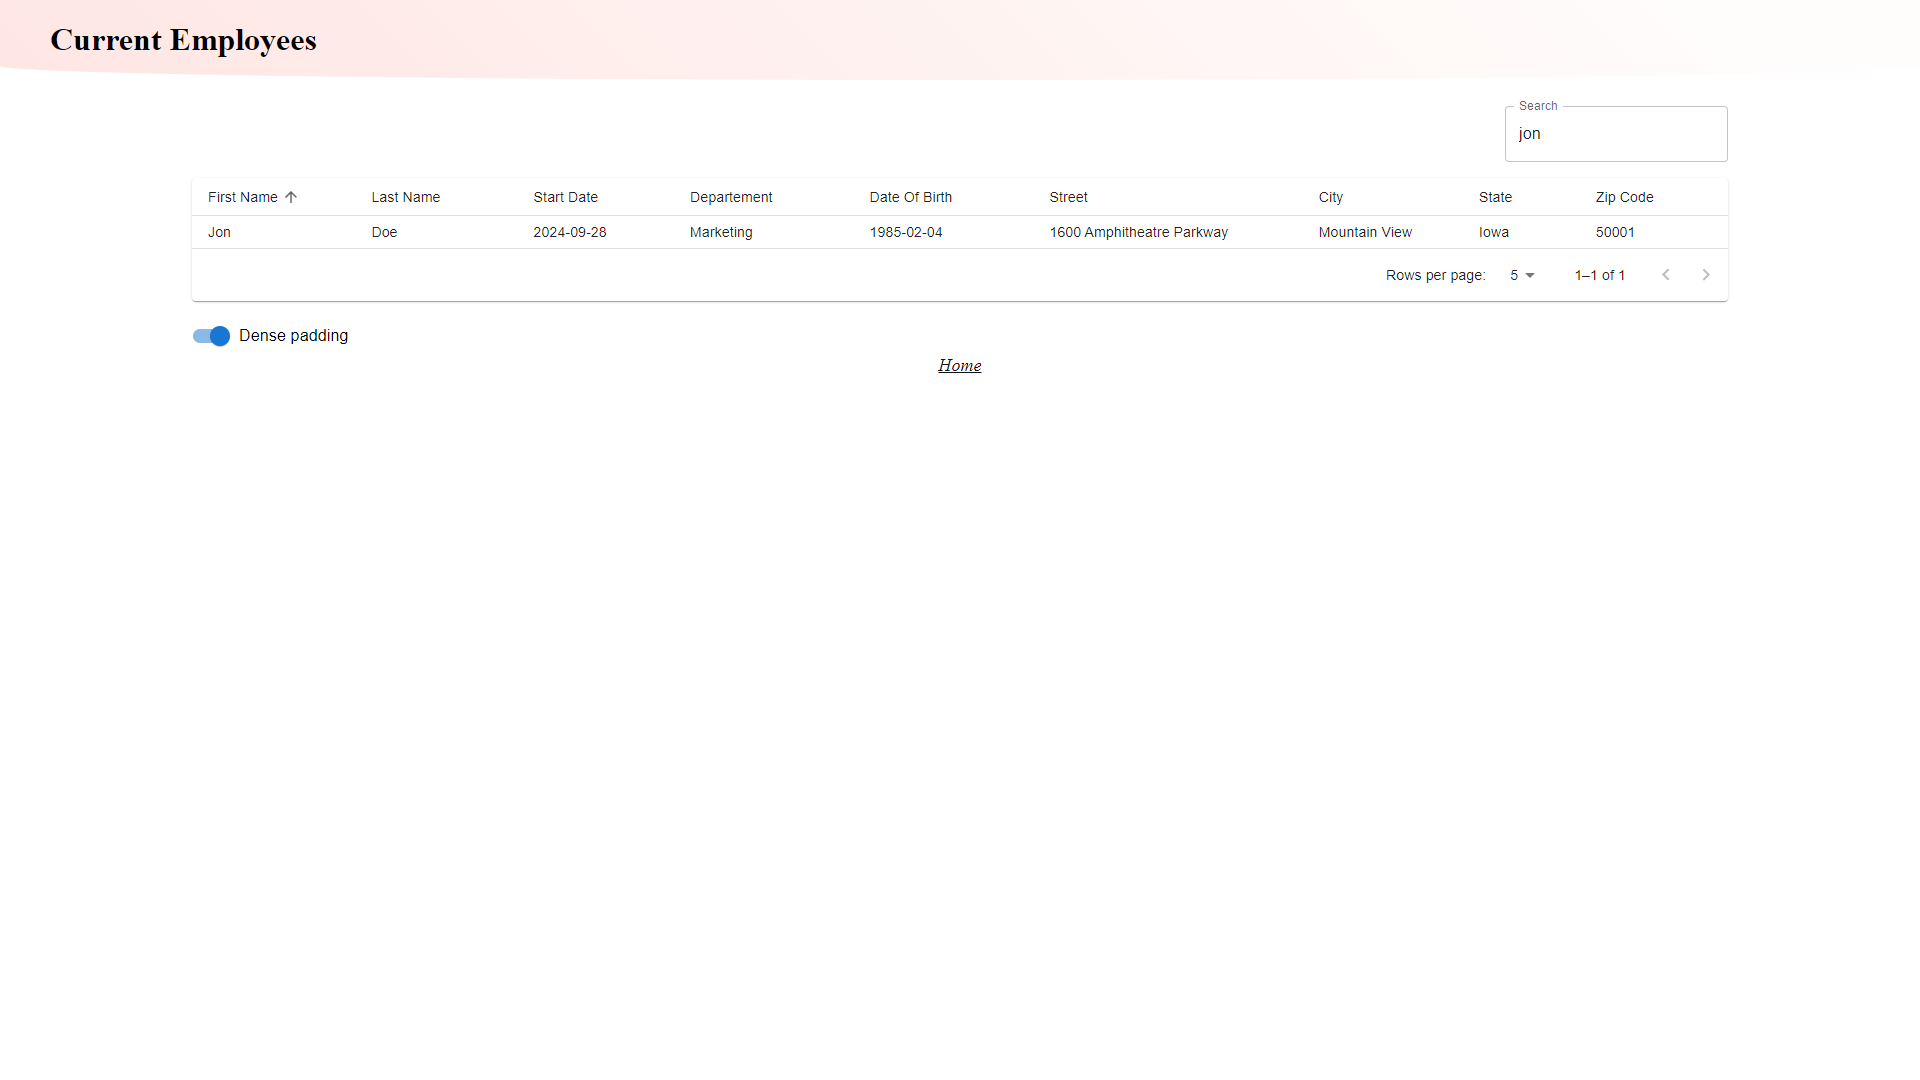 Current Employees
Search
jon
First Name Last Name Start Date Departement Date Of Birth Street City State Zip Code
Jon Doe 2024-09-28 Marketing 1985-02-04 1600 Amphitheatre Parkway Mountain View Iowa 50001
Rows per page: 5 1–1 of 1
Dense padding
Home